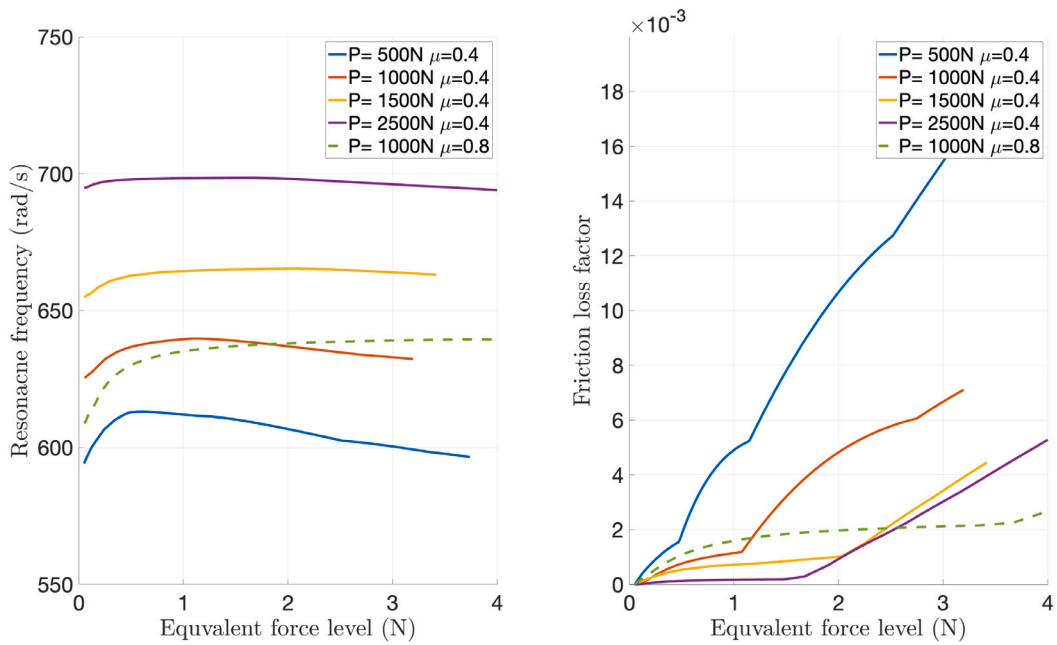 750
700
650
600
550
0
1
2
3
4
Resonacne frequency (rad/s)
Equvalent force level (N)
P= 500N μ=0.4
P= 1000N μ=0.4
P= 1500N μ=0.4
P= 2500N μ=0.4
P= 1000N μ=0.8
×10⁻³
18
16
14
12
10
8
6
4
2
0
0
1
2
3
4
Friction loss factor
Equvalent force level (N)
P= 500N μ=0.4
P= 1000N μ=0.4
P= 1500N μ=0.4
P= 2500N μ=0.4
P= 1000N μ=0.8